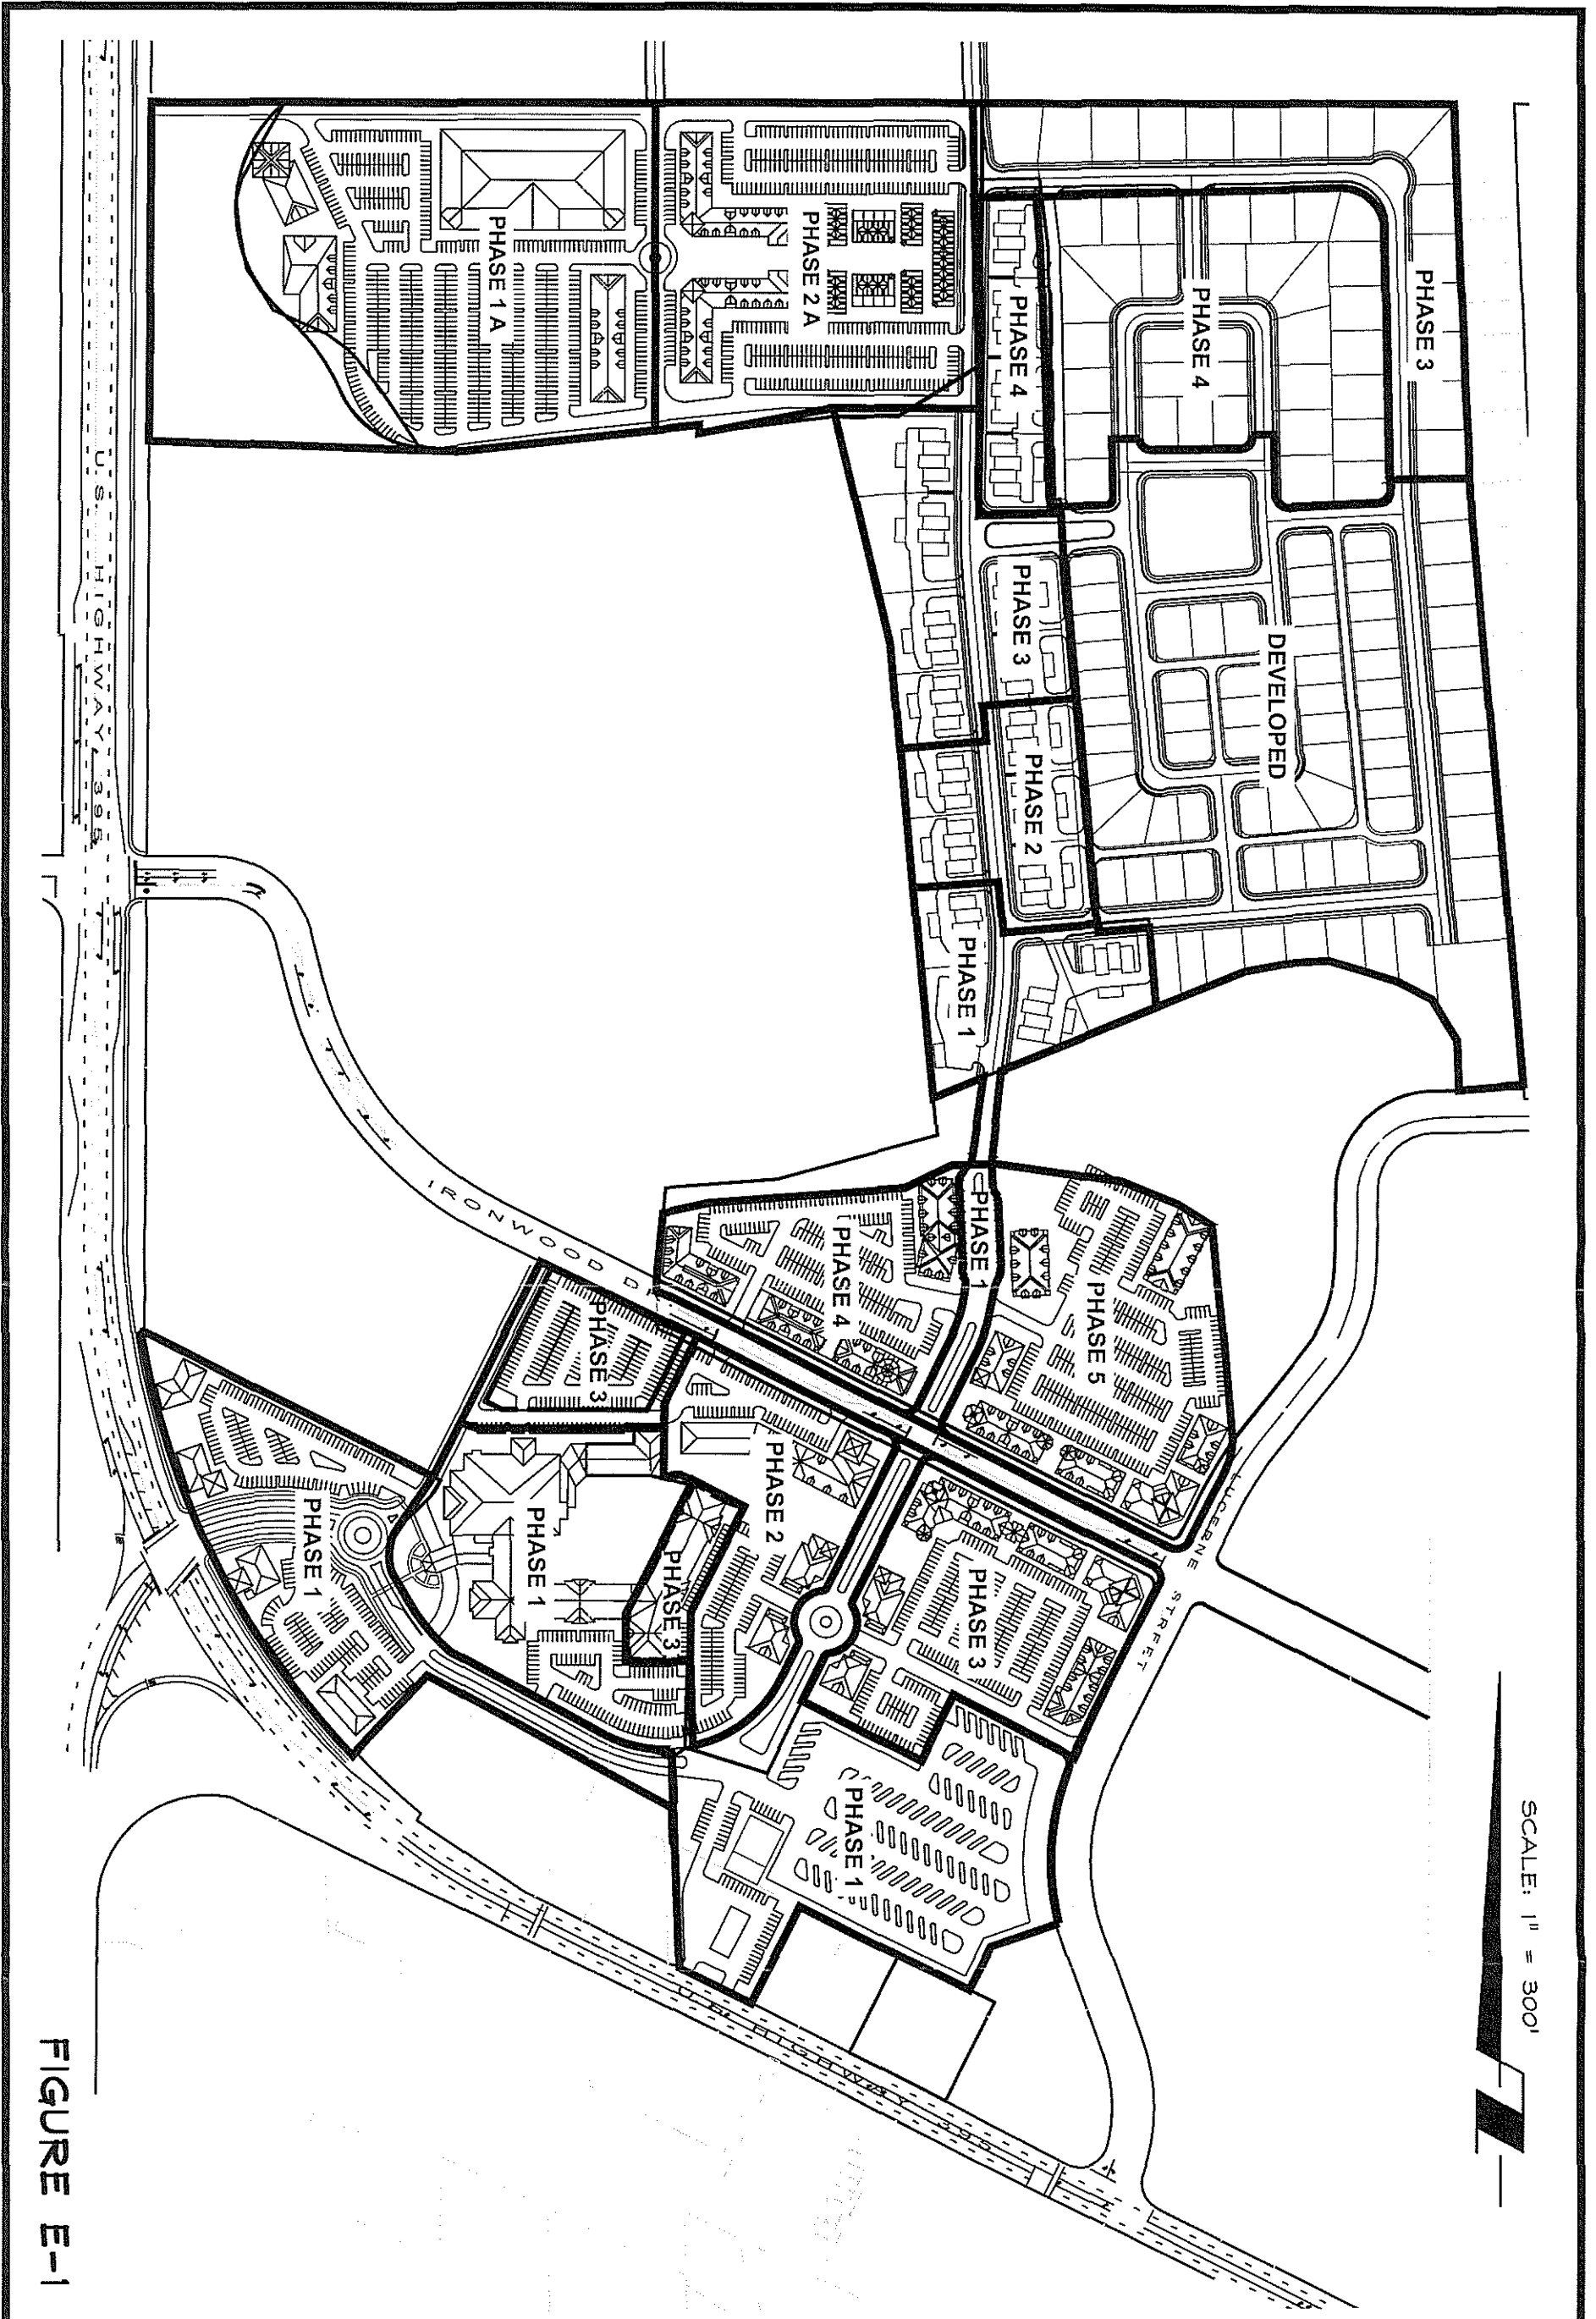 SCALE: 1" = 300'
PHASE 3
PHASE 4
DEVELOPED
PHASE 4
PHASE 3
PHASE 2
PHASE 1
PHASE 2 A
PHASE 1 A
PHASE 1
PHASE 5
PHASE 4
LUCERNE STREET
IRONWOOD
PHASE 3
PHASE 2
PHASE 3
PHASE 1
PHASE 3
PHASE 1
PHASE 1
U.S. HIGHWAY 395
U.S. HIGHWAY 395
FIGURE E-1